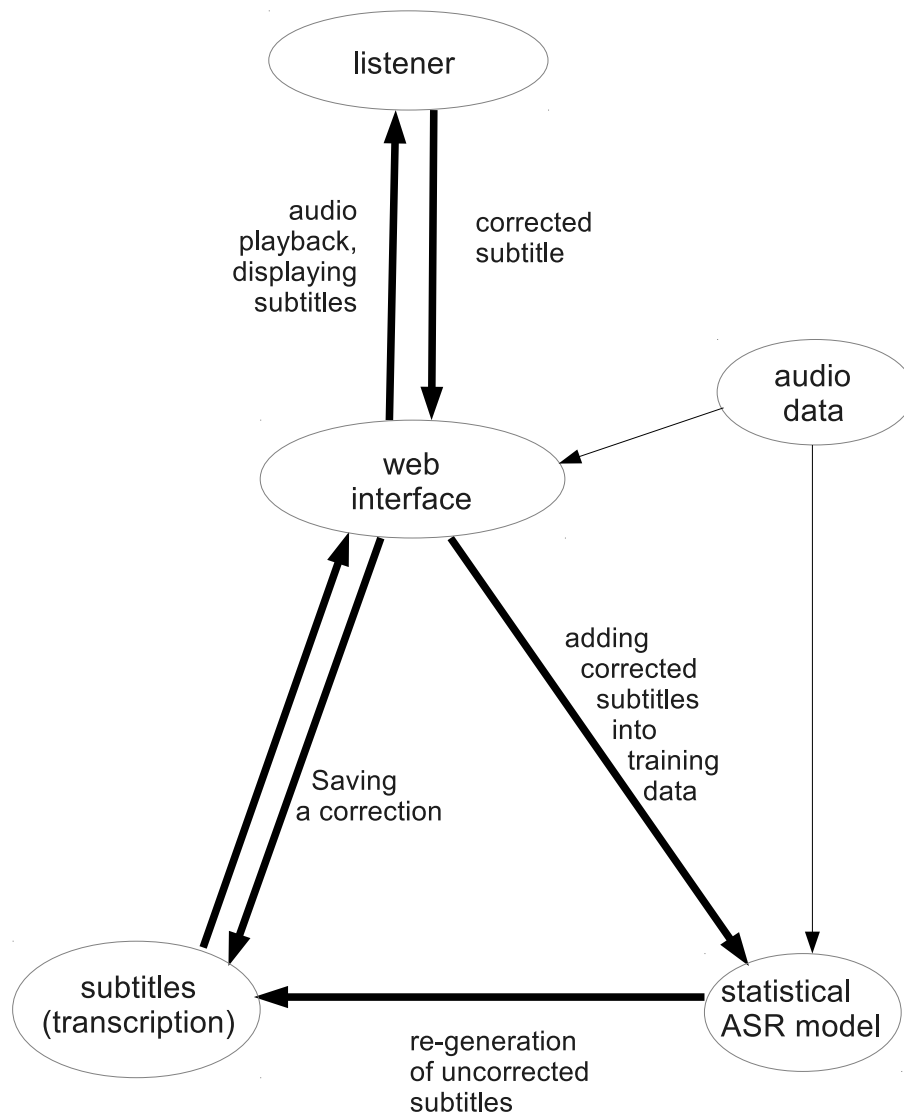 listener
audio
playback,
displaying
subtitles
corrected
subtitle
audio
data
web
interface
adding
corrected
subtitles
into
training
data
Saving
a correction
subtitles
(transcription)
statistical
ASR model
re-generation
of uncorrected
subtitles